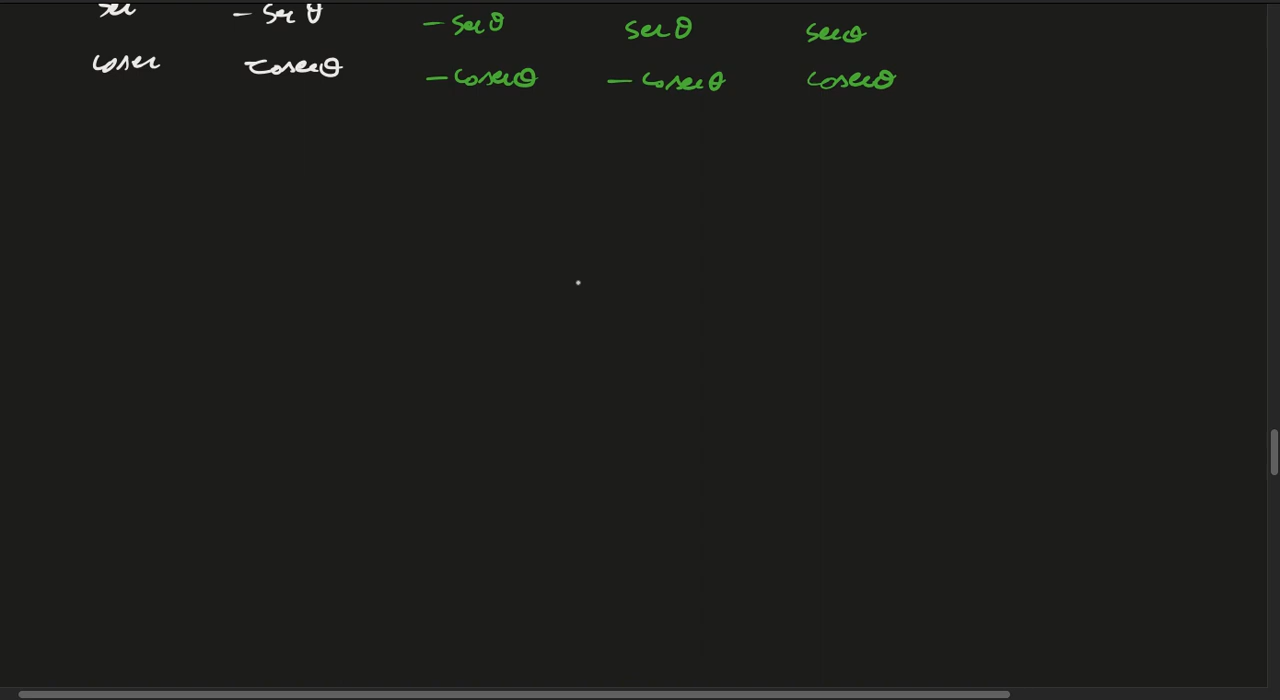 sec - sec θ - sec θ sec θ sec θ
cosec cosec θ - cosec θ - cosec θ cosec θ